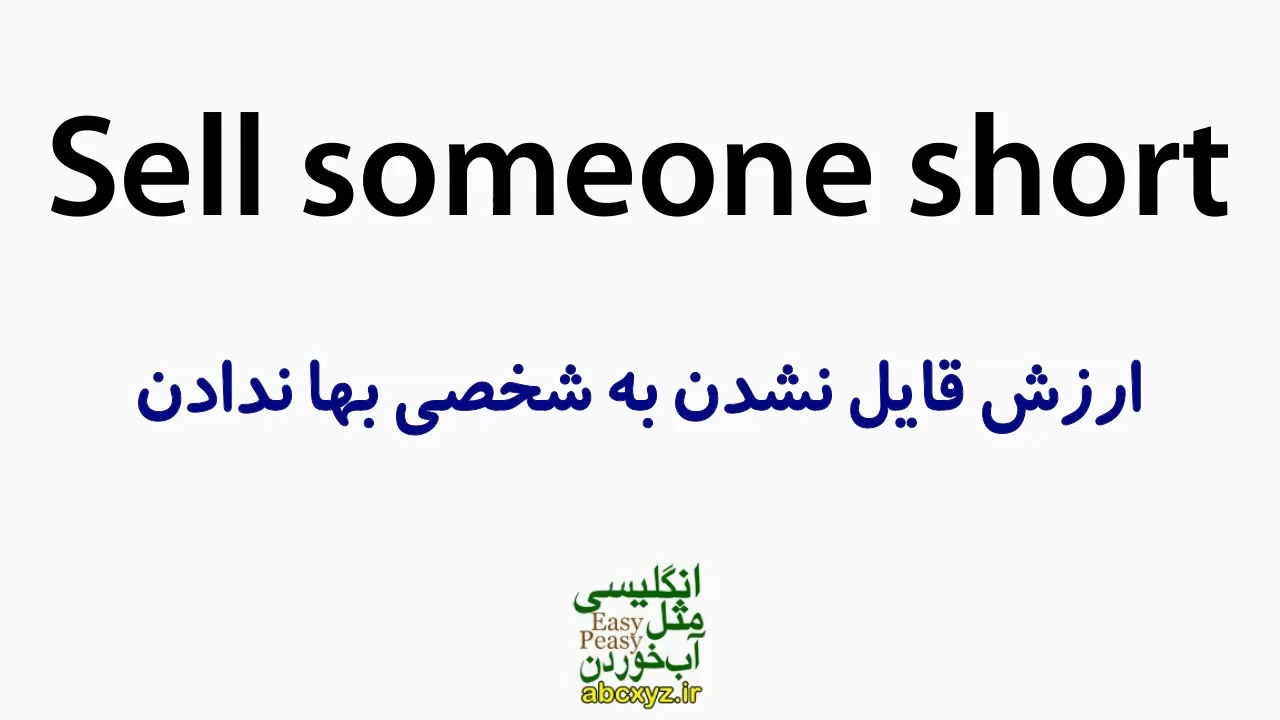 Sell someone short
ارزش قایل نشدن به شخصی بها ندادن
انگلیسی
مثل
Easy
Peasy
آب‌خوردن
abcxyz.ir